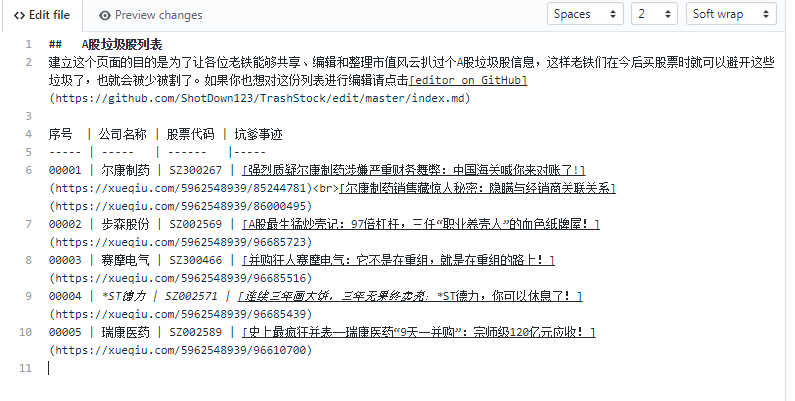 Edit file
Preview changes
Spaces
2
Soft wrap
1 ## A股垃圾股列表
2 建立这个页面的目的是为了让各位老铁能够共享、编辑和整理市值风云扒过个A股垃圾股信息，这样老铁们在今后买股票时就可以避开这些
垃圾了，也就会被少被割了。如果你也想对这份列表进行编辑请点击[editor on GitHub]
(https://github.com/ShotDown123/TrashStock/edit/master/index.md)
3
4 序号 | 公司名称 | 股票代码 | 坑爹事迹
5 ----- | ----- | ------ |-----
6 00001 | 尔康制药 | SZ300267 | [强烈质疑尔康制药涉嫌严重财务舞弊：中国海关喊你来对账了!]
(https://xueqiu.com/5962548939/85244781)<br>[尔康制药销售藏惊人秘密：隐瞒与经销商关联关系]
(https://xueqiu.com/5962548939/86000495)
7 00002 | 步森股份 | SZ002569 | [A股最生猛炒壳记：97倍杠杆，三任“职业养壳人”的血色纸牌屋！]
(https://xueqiu.com/5962548939/96685723)
8 00003 | 赛摩电气 | SZ300466 | [并购狂人赛摩电气：它不是在重组，就是在重组的路上！]
(https://xueqiu.com/5962548939/96685516)
9 00004 | *ST德力 | SZ002571 | [连续三年画大饼，三年无果终卖壳：*ST德力，你可以休息了！]
(https://xueqiu.com/5962548939/96685439)
10 00005 | 瑞康医药 | SZ002589 | [史上最疯狂并表—瑞康医药“9天一并购”：宗师级120亿元应收！]
(https://xueqiu.com/5962548939/96610700)
11